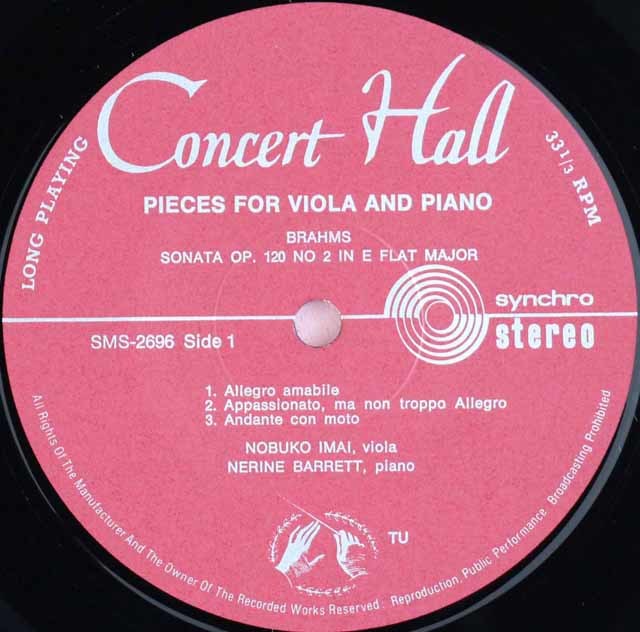 Concert Hall
LONG PLAYING
33 1/3 RPM
PIECES FOR VIOLA AND PIANO
BRAHMS
SONATA OP. 120 NO 2 IN E FLAT MAJOR
synchro
stereo
SMS-2696 Side 1
1. Allegro amabile
2. Appassionato, ma non troppo Allegro
3. Andante con moto
NOBUKO IMAI, viola
NERINE BARRETT, piano
TU
All Rights Of The Manufacturer And The Owner Of The Recorded Works Reserved. Reproduction, Public Performance Broadcasting Prohibited